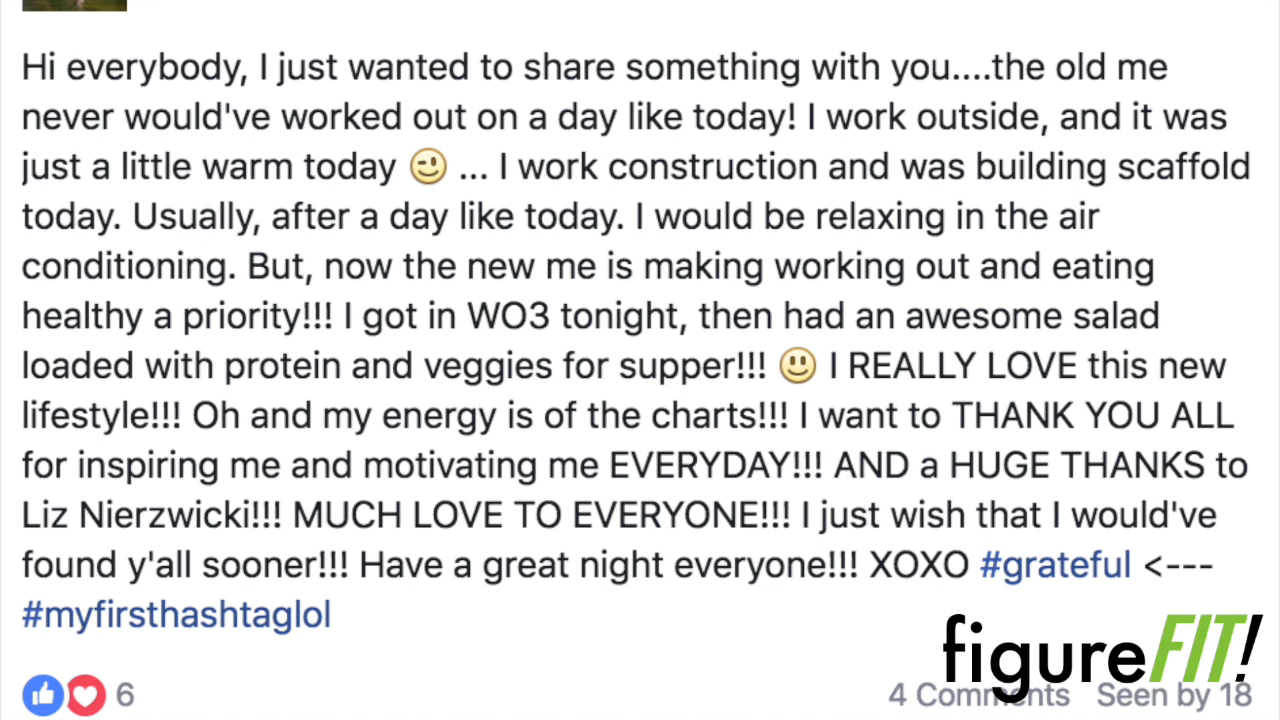 Hi everybody, I just wanted to share something with you....the old me
never would've worked out on a day like today! I work outside, and it was
just a little warm today 😉 ... I work construction and was building scaffold
today. Usually, after a day like today. I would be relaxing in the air
conditioning. But, now the new me is making working out and eating
healthy a priority!!! I got in WO3 tonight, then had an awesome salad
loaded with protein and veggies for supper!!! 🙂 I REALLY LOVE this new
lifestyle!!! Oh and my energy is of the charts!!! I want to THANK YOU ALL
for inspiring me and motivating me EVERYDAY!!! AND a HUGE THANKS to
Liz Nierzwicki!!! MUCH LOVE TO EVERYONE!!! I just wish that I would've
found y'all sooner!!! Have a great night everyone!!! XOXO #grateful <---
#myfirsthashtaglol
figureFIT!
6 4 Comments Seen by 18